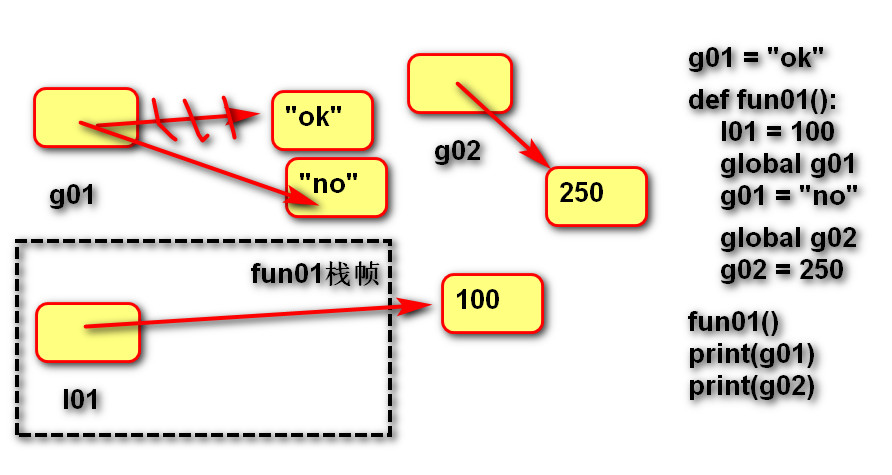 "ok"
g01
"no"
g02
250
fun01栈帧
l01
100
g01 = "ok"
def fun01():
l01 = 100
global g01
g01 = "no"
global g02
g02 = 250
fun01()
print(g01)
print(g02)